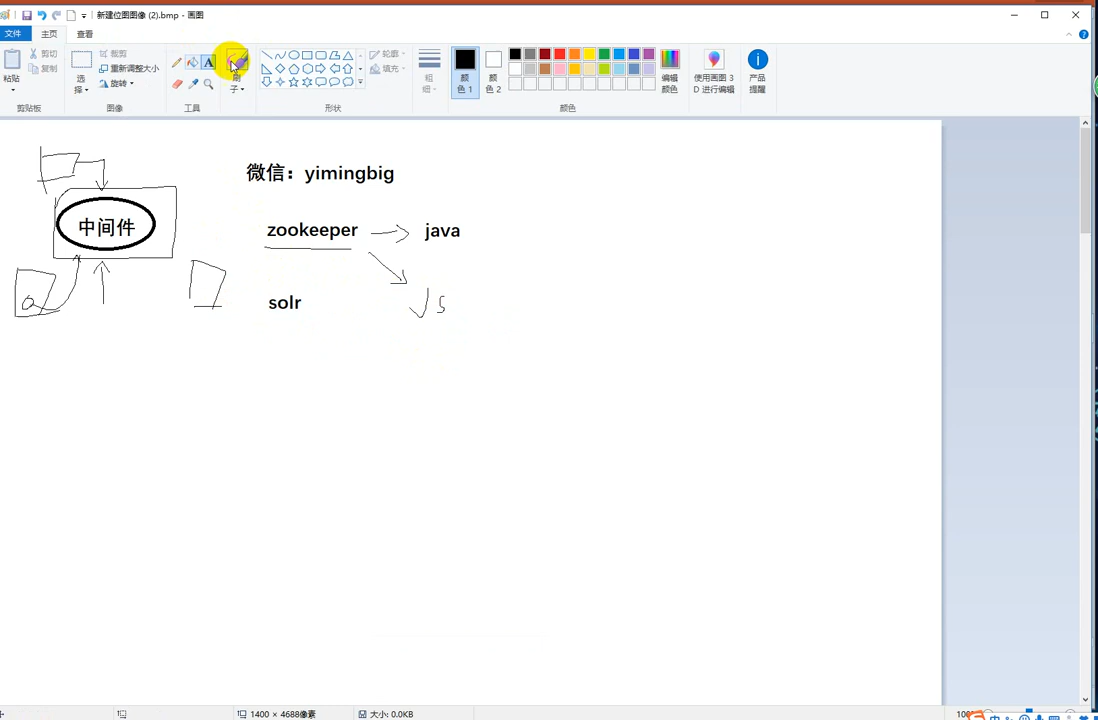 新建位图图像 (2).bmp - 画图
文件 主页 查看
剪切
复制
粘贴
剪贴板
选择
裁剪
重新调整大小
旋转
图像
A
工具
刷子
轮廓
填充
形状
粗细
颜色 1
颜色 2
颜色
编辑颜色
使用画图 3D 进行编辑
产品提醒
微信：yimingbig
中间件
zookeeper
java
solr
1400 × 4688像素
大小: 0.0KB
100
中